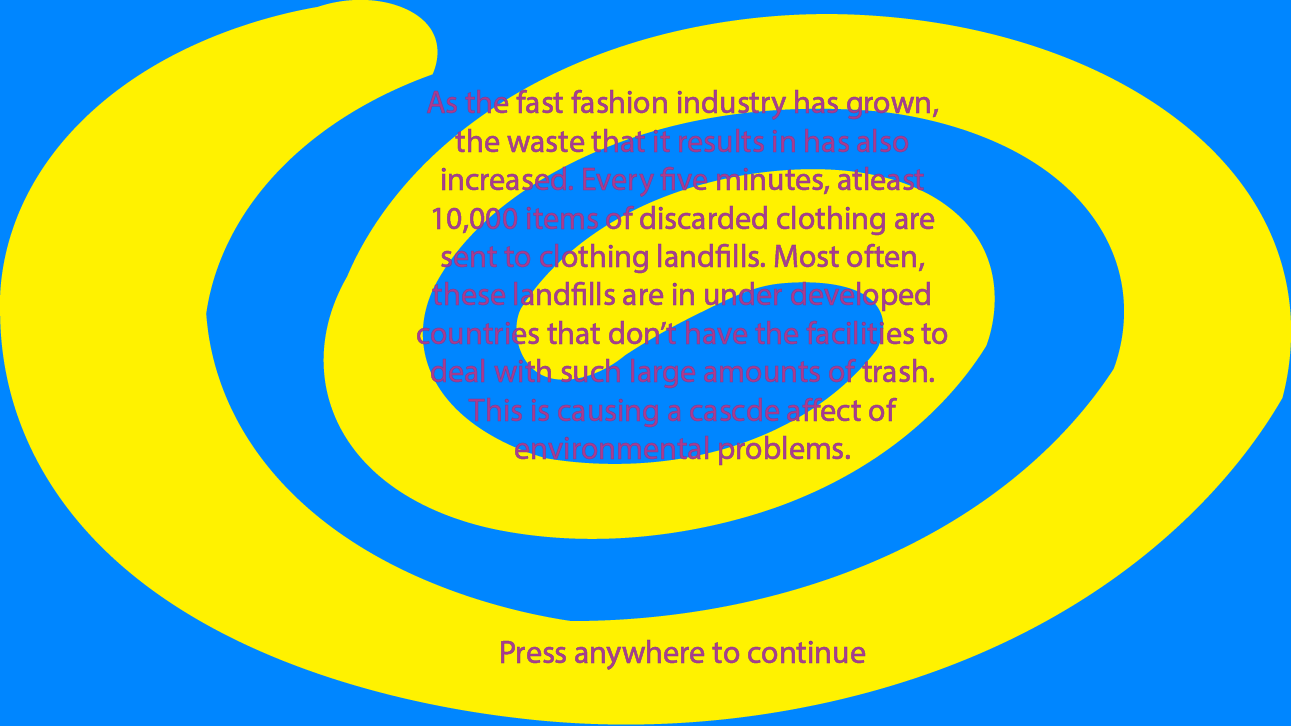 As the fast fashion industry has grown,
the waste that it results in has also
increased. Every five minutes, atleast
10,000 items of discarded clothing are
sent to clothing landfills. Most often,
these landfills are in under developed
countries that don’t have the facilities to
deal with such large amounts of trash.
This is causing a cascde affect of
environmental problems.
Press anywhere to continue